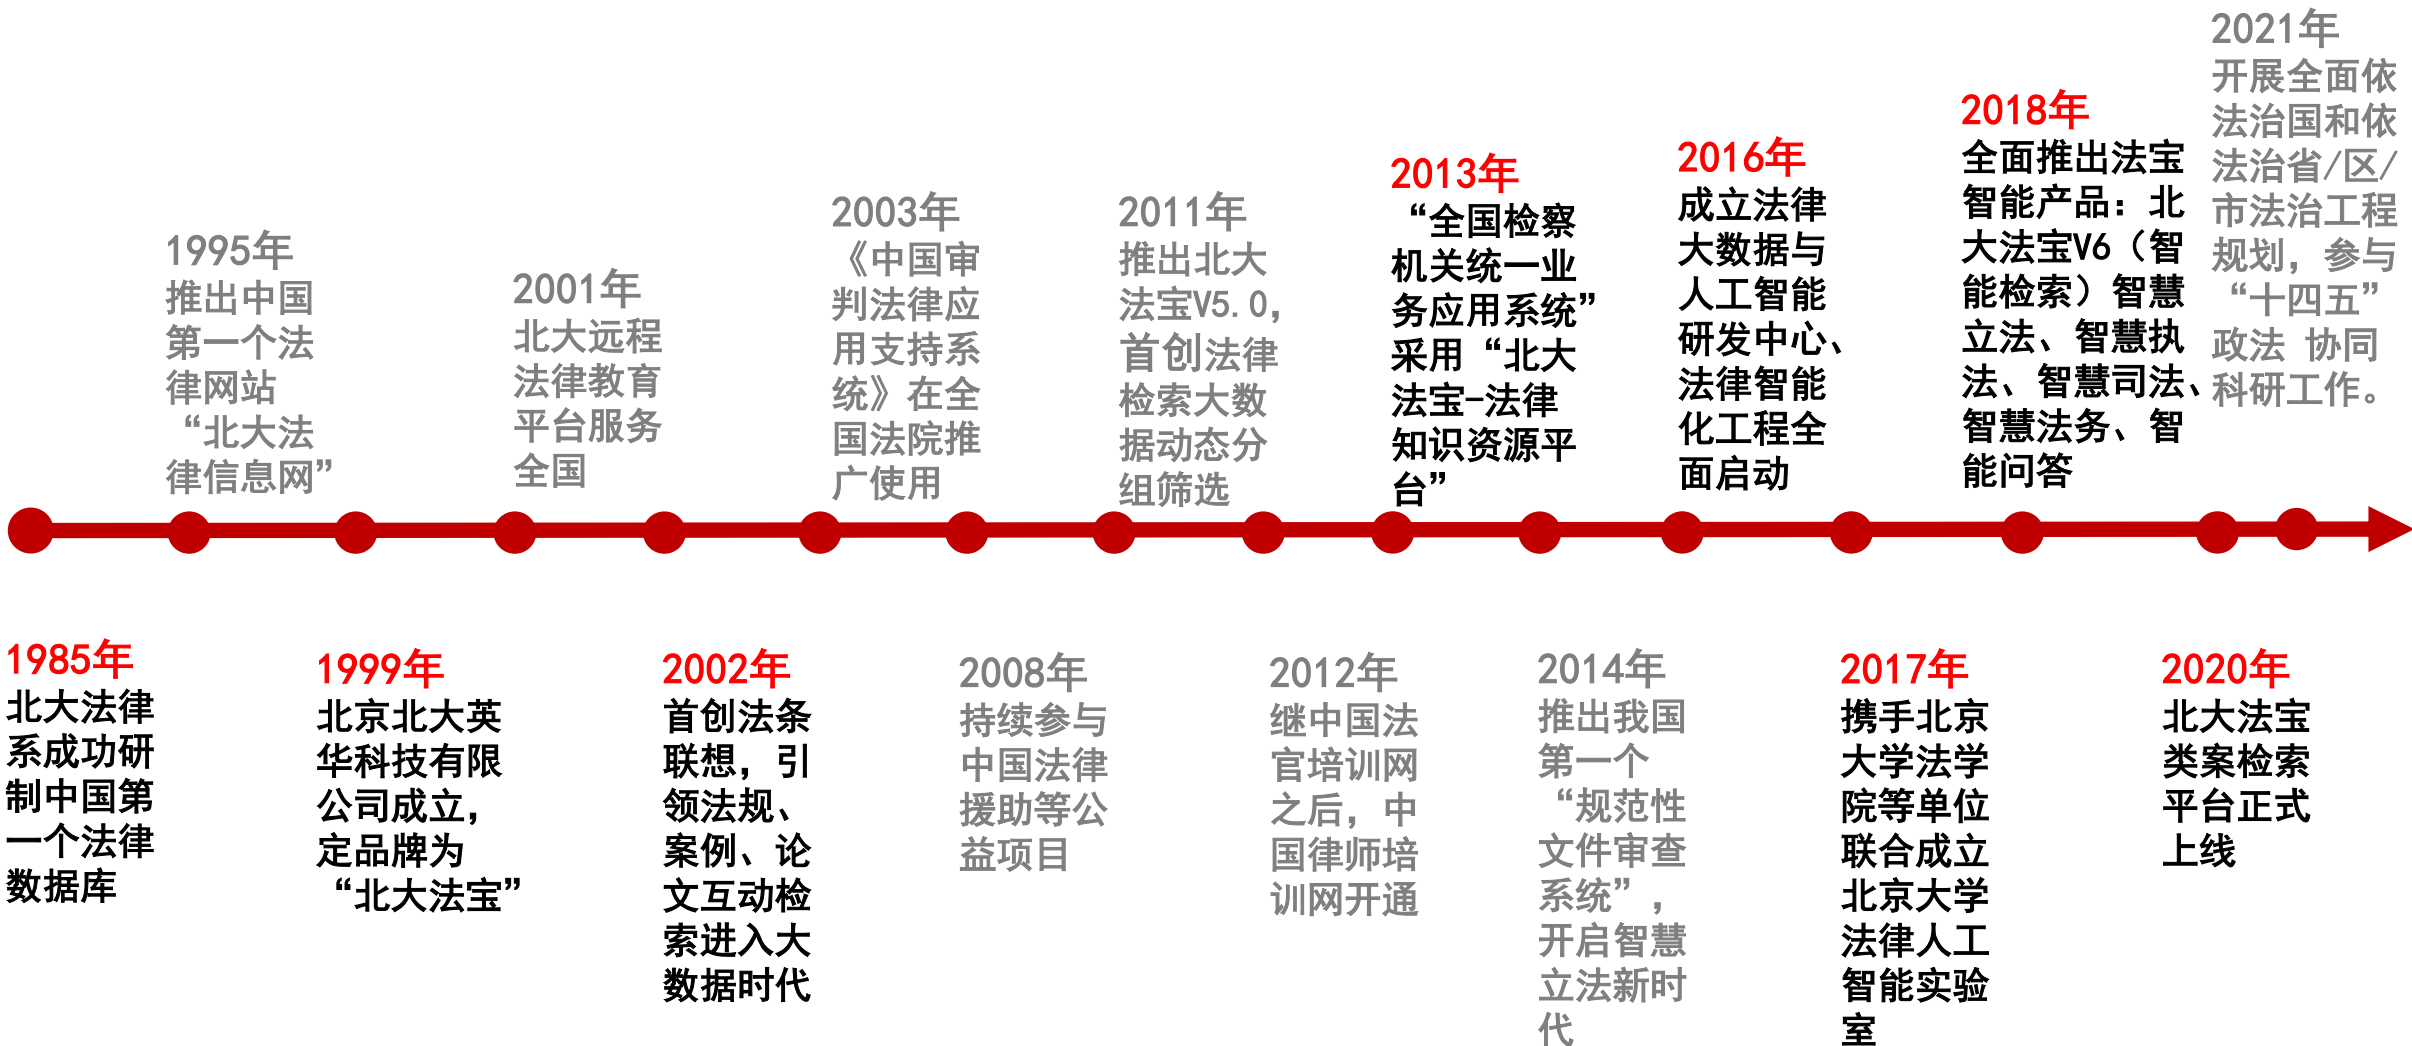 1985年
北大法律
系成功研
制中国第
一个法律
数据库
1995年
推出中国
第一个法
律网站
“北大法
律信息网”
1999年
北京北大英
华科技有限
公司成立，
定品牌为
“北大法宝”
2001年
北大远程
法律教育
平台服务
全国
2002年
首创法条
联想，引
领法规、
案例、论
文互动检
索进入大
数据时代
2003年
《中国审
判法律应
用支持系
统》在全
国法院推
广使用
2008年
持续参与
中国法律
援助等公
益项目
2011年
推出北大
法宝V5.0，
首创法律
检索大数
据动态分
组筛选
2012年
继中国法
官培训网
之后，中
国律师培
训网开通
2013年
“全国检察
机关统一业
务应用系统”
采用“北大
法宝-法律
知识资源平
台”
2014年
推出我国
第一个
“规范性
文件审查
系统”，
开启智慧
立法新时
代
2016年
成立法律
大数据与
人工智能
研发中心、
法律智能
化工程全
面启动
2017年
携手北京
大学法学
院等单位
联合成立
北京大学
法律人工
智能实验
室
2018年
全面推出法宝
智能产品：北
大法宝V6（智
能检索）智慧
立法、智慧执
法、智慧司法、
智慧法务、智
能问答
2020年
北大法宝
类案检索
平台正式
上线
2021年
开展全面依
法治国和依
法治省/区/
市法治工程
规划，参与
“十四五”
政法 协同
科研工作。